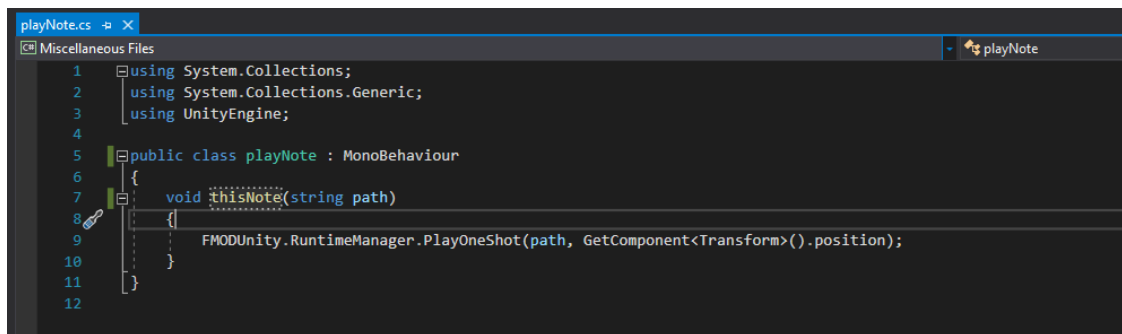 playNote.cs
C# Miscellaneous Files playNote
1 using System.Collections;
2 using System.Collections.Generic;
3 using UnityEngine;
4
5 public class playNote : MonoBehaviour
6 {
7 void thisNote(string path)
8 {
9 FMODUnity.RuntimeManager.PlayOneShot(path, GetComponent<Transform>().position);
10 }
11 }
12